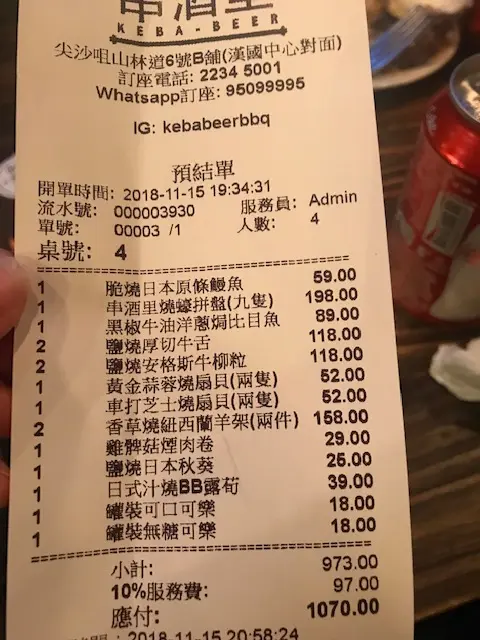 串酒里
KEBA-BEER
尖沙咀山林道6號B舖(漢國中心對面)
訂座電話: 2234 5001
Whatsapp訂座: 95099995
IG: kebabeerbbq
預結單
開單時間: 2018-11-15 19:34:31
流水號: 000003930 服務員: Admin
單號: 00003 /1 人數: 4
桌號: 4
1 脆燒日本原條鰻魚 59.00
1 串酒里燒蠔拼盤(九隻) 198.00
1 黑椒牛油洋蔥焗比目魚 89.00
2 鹽燒厚切牛舌 118.00
2 鹽燒安格斯牛柳粒 118.00
1 黃金蒜蓉燒扇貝(兩隻) 52.00
1 車打芝士燒扇貝(兩隻) 52.00
2 香草燒紐西蘭羊架(兩件) 158.00
1 雞髀菇煙肉卷 29.00
1 鹽燒日本秋葵 25.00
1 日式汁燒BB露荀 39.00
1 罐裝可口可樂 18.00
1 罐裝無糖可樂 18.00
小計: 973.00
10%服務費: 97.00
應付: 1070.00
時間: 2018-11-15 20:58:24